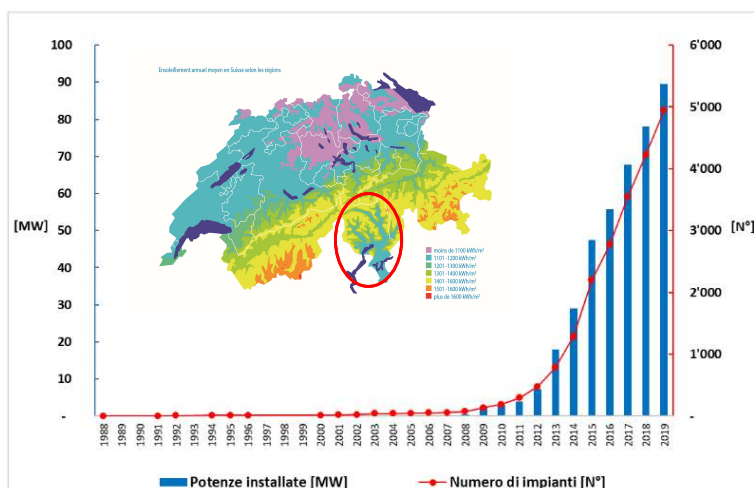 Ensoleillement annuel moyen en Suisse selon les régions
[MW]
100
90
80
70
60
50
40
30
20
10
-
[N°]
6'000
5'000
4'000
3'000
2'000
1'000
-
moins de 1100 kWh/m²
1101-1200 kWh/m²
1201-1300 kWh/m²
1301-1400 kWh/m²
1401-1600 kWh/m²
1501-1600 kWh/m²
plus de 1600 kWh/m²
1988 1989 1990 1991 1992 1993 1994 1995 1996 1997 1998 1999 2000 2001 2002 2003 2004 2005 2006 2007 2008 2009 2010 2011 2012 2013 2014 2015 2016 2017 2018 2019
Potenze installate [MW] Numero di impianti [N°]